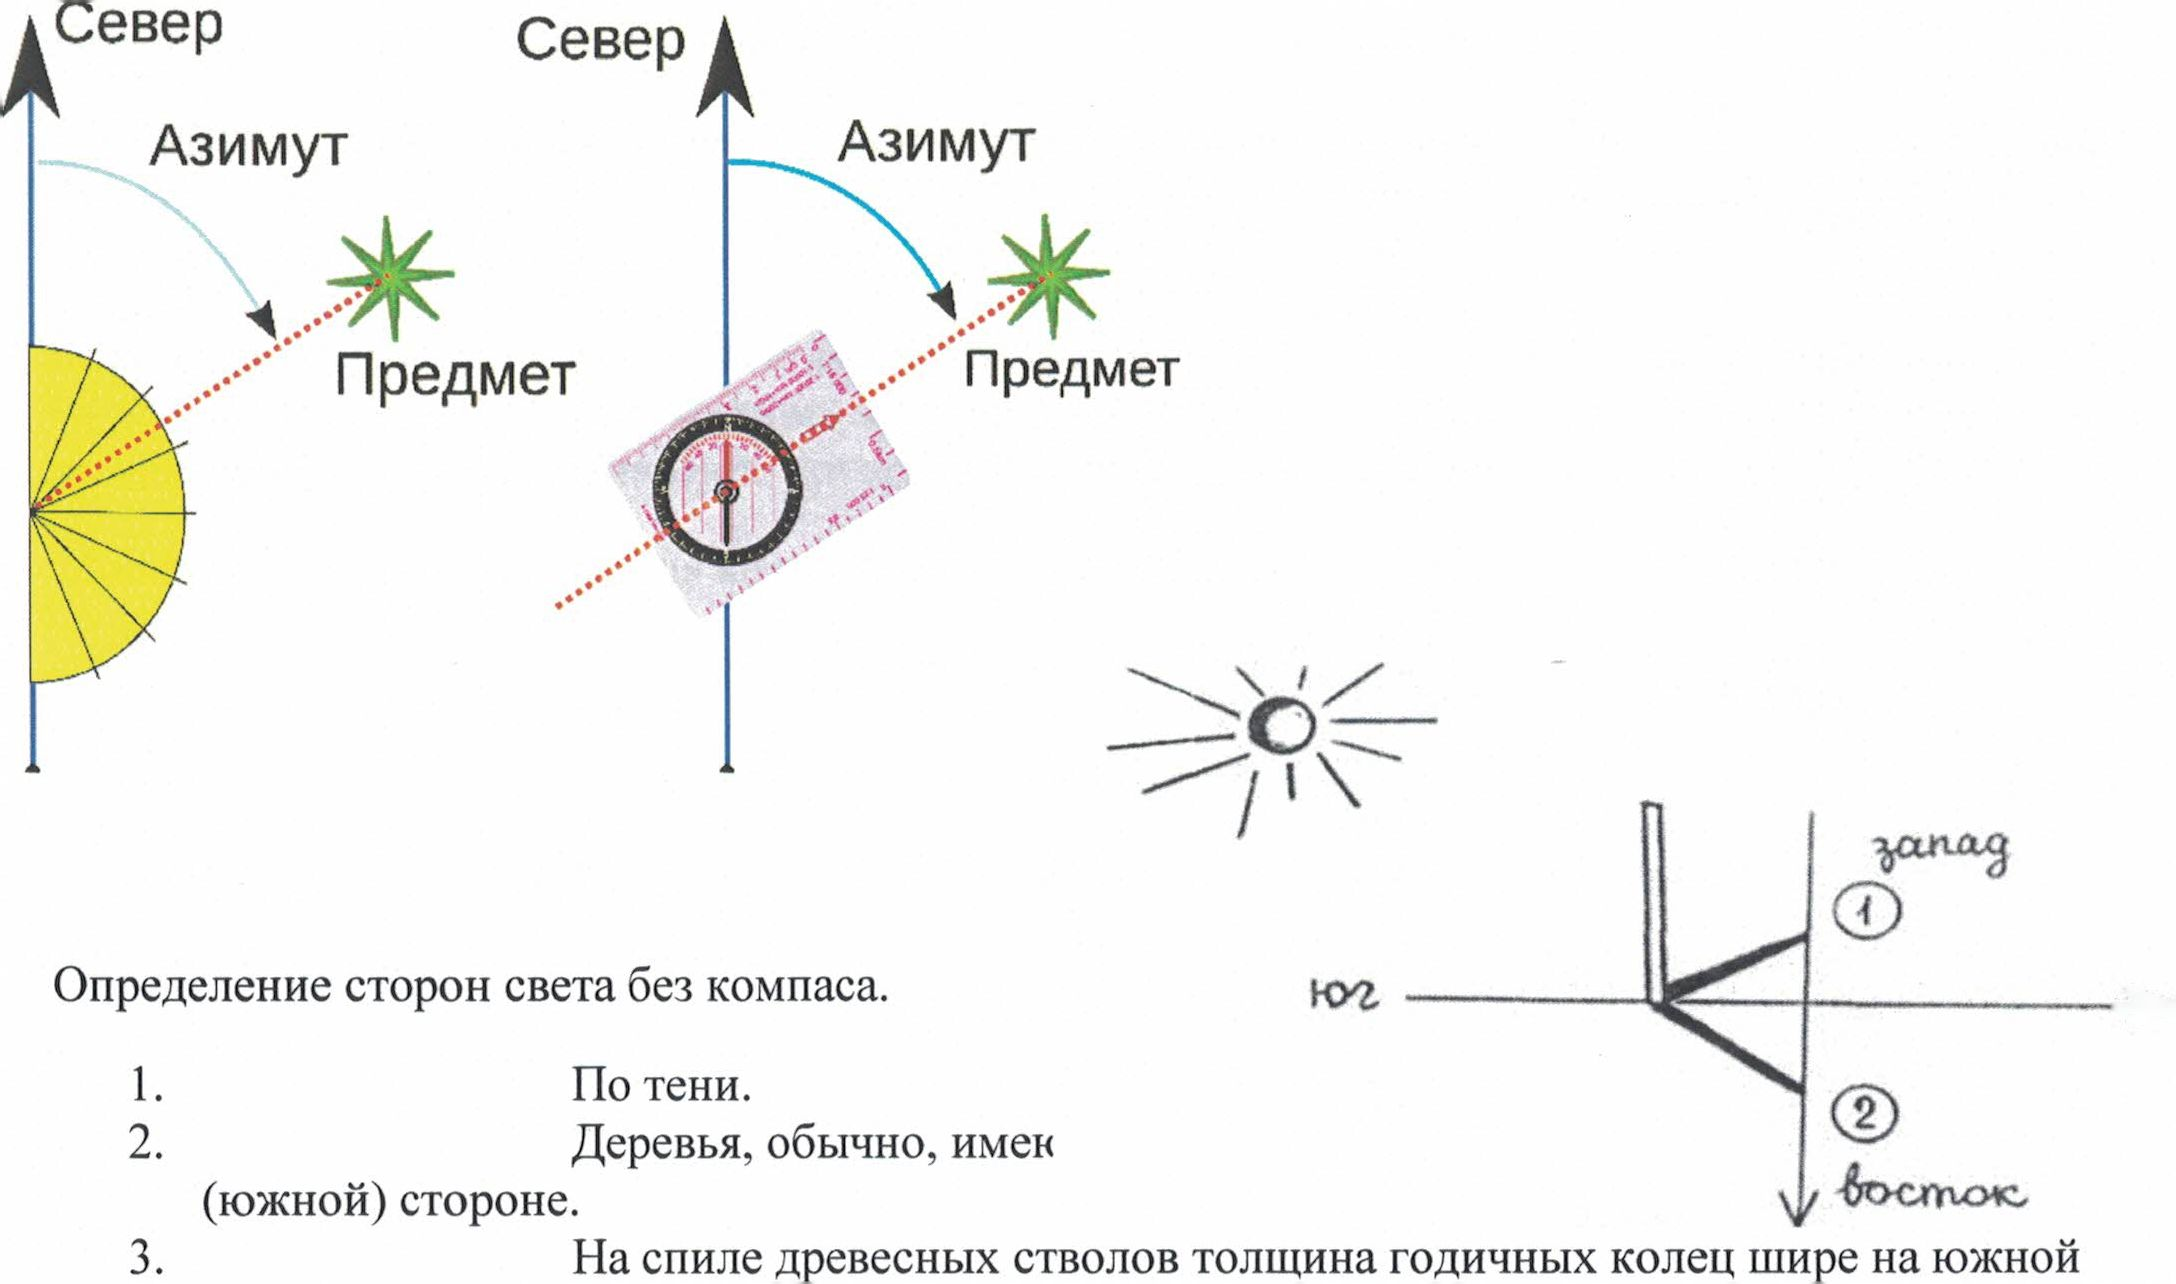 Север
Азимут
Предмет
Север
Азимут
Предмет
запад
1
юг
2
восток
Определение сторон света без компаса.
1. По тени.
2. Деревья, обычно, имек
(южной) стороне.
3. На спиле древесных стволов толщина годичных колец шире на южной